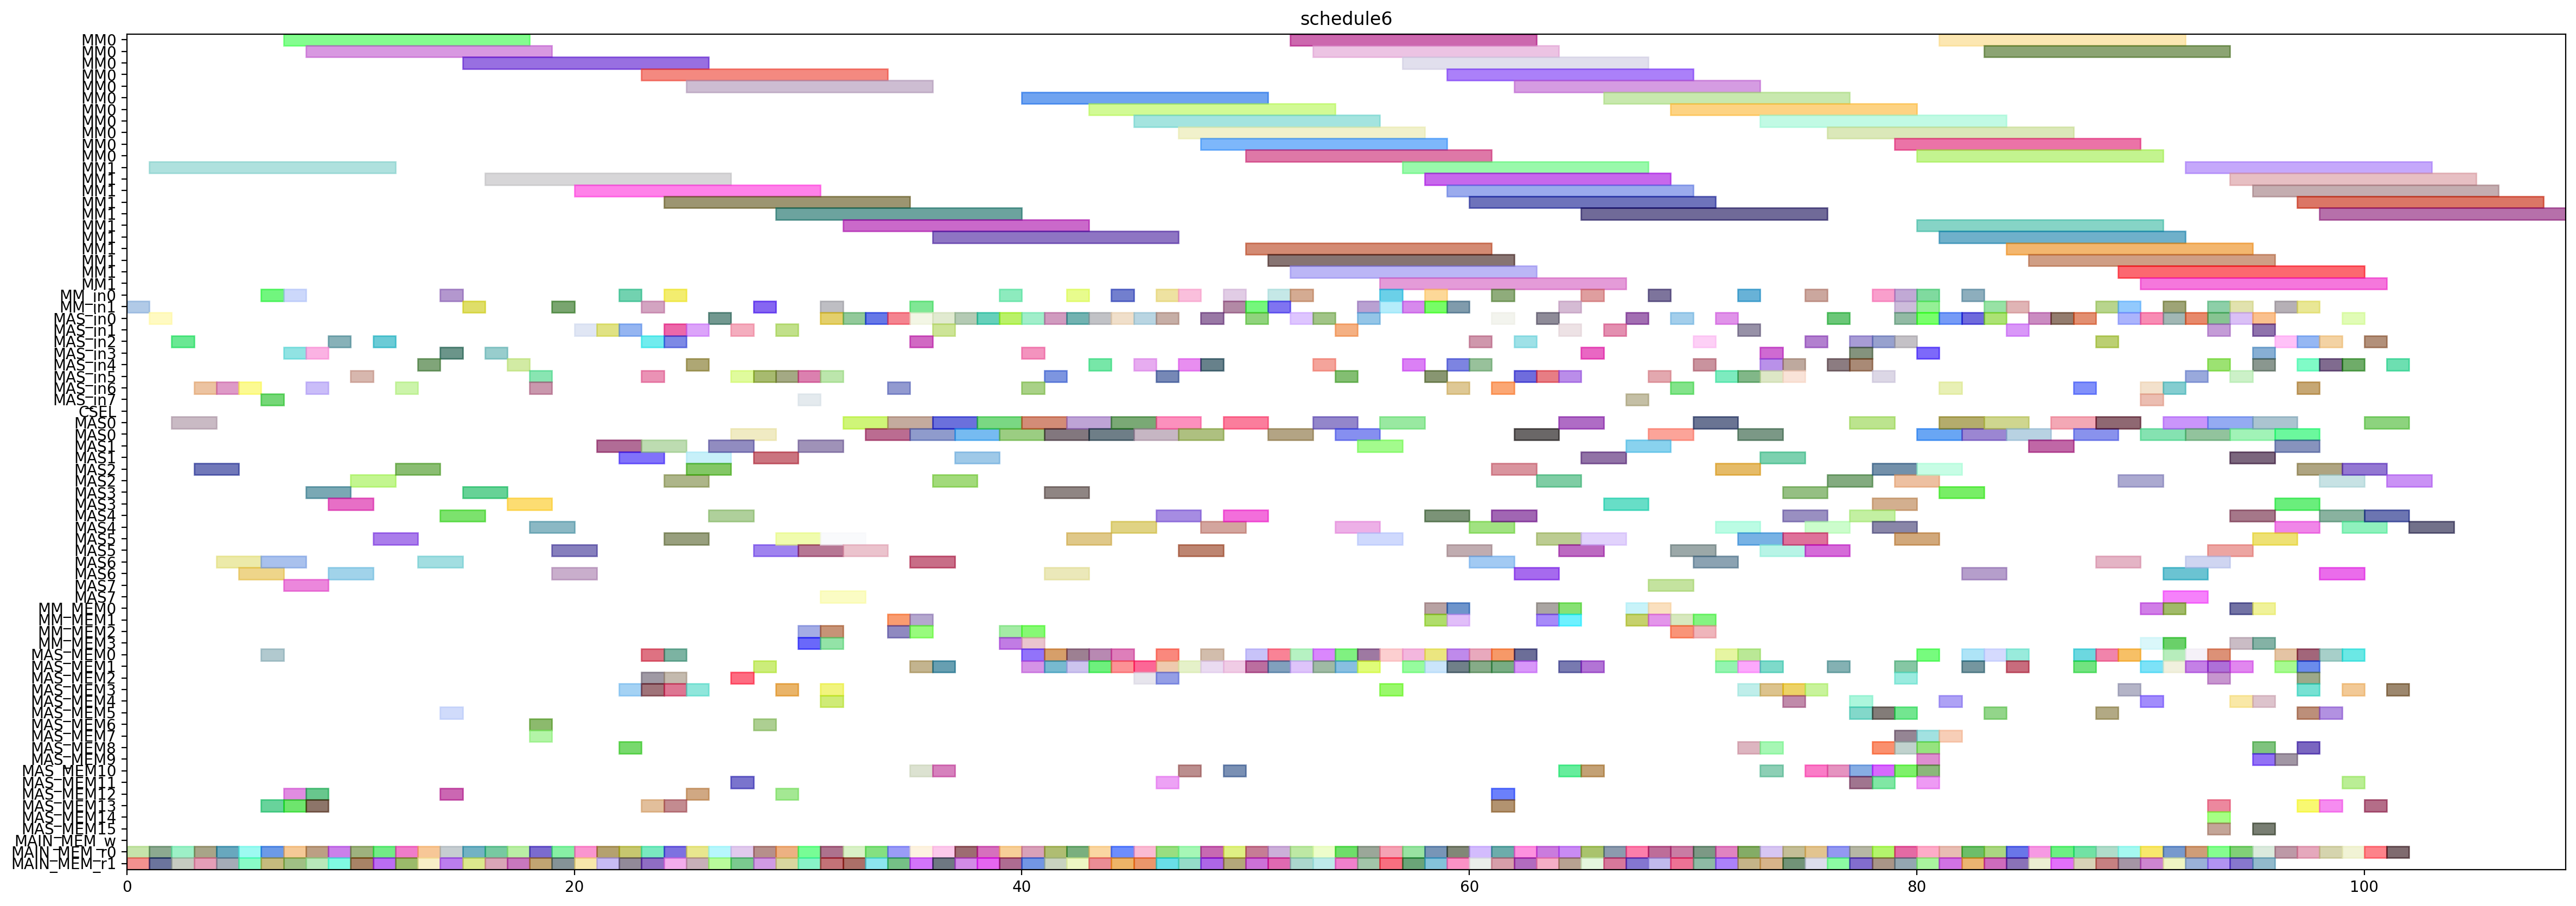 schedule6
MM0
MM0
MM0
MM0
MM0
MM0
MM0
MM0
MM0
MM0
MM0
MM1
MM1
MM1
MM1
MM1
MM1
MM1
MM1
MM1
MM1
MM1
MM_in0
MM_in1
MAS_in0
MAS_in1
MAS_in2
MAS_in3
MAS_in4
MAS_in5
MAS_in6
MAS_in7
CSEL
MAS0
MAS0
MAS1
MAS1
MAS2
MAS2
MAS3
MAS3
MAS4
MAS4
MAS5
MAS5
MAS6
MAS6
MAS7
MAS7
MM_MEM0
MM_MEM1
MM_MEM2
MM_MEM3
MAS_MEM0
MAS_MEM1
MAS_MEM2
MAS_MEM3
MAS_MEM4
MAS_MEM5
MAS_MEM6
MAS_MEM7
MAS_MEM8
MAS_MEM9
MAS_MEM10
MAS_MEM11
MAS_MEM12
MAS_MEM13
MAS_MEM14
MAS_MEM15
MAIN_MEM_w
MAIN_MEM_r0
MAIN_MEM_r1
0 20 40 60 80 100